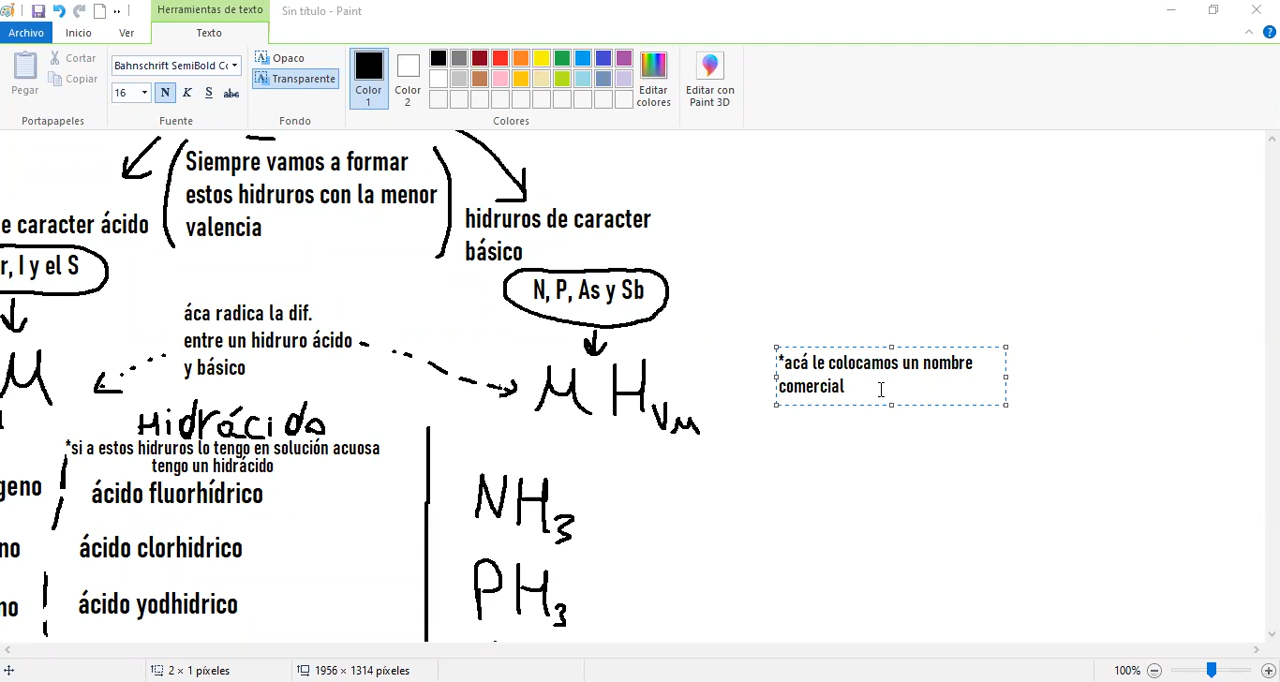 Herramientas de texto
Sin título - Paint
Archivo
Inicio
Ver
Texto
Pegar
Cortar
Copiar
Portapapeles
Bahnschrift SemiBold Cc
16
N K S abc
Fuente
Opaco
Transparente
Fondo
Color
1
Color
2
Colores
Editar
colores
Editar con
Paint 3D
Siempre vamos a formar
estos hidruros con la menor
valencia
e caracter ácido
r, I y el S
hidruros de caracter
básico
N, P, As y Sb
áca radica la dif.
entre un hidruro ácido
y básico
M
M H VM
*acá le colocamos un nombre
comercial
Hidrácido
*si a estos hidruros lo tengo en solución acuosa
tengo un hidrácido
geno
ácido fluorhídrico
NH3
no
ácido clorhidrico
PH3
no
ácido yodhidrico
2 × 1 píxeles
1956 × 1314 píxeles
100%